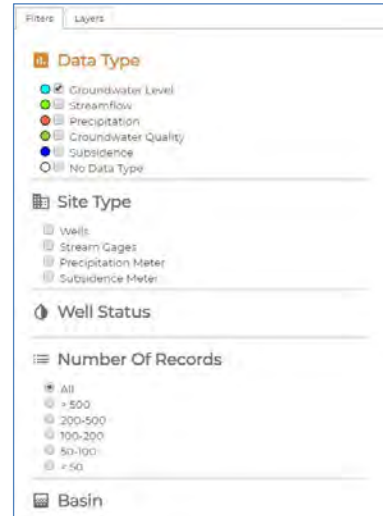 Filters Layers
Data Type
Groundwater Level
Streamflow
Precipitation
Groundwater Quality
Subsidence
No Data Type
Site Type
Wells
Stream Gages
Precipitation Meter
Subsidence Meter
Well Status
Number Of Records
All
> 500
200-500
100-200
50-100
< 50
Basin